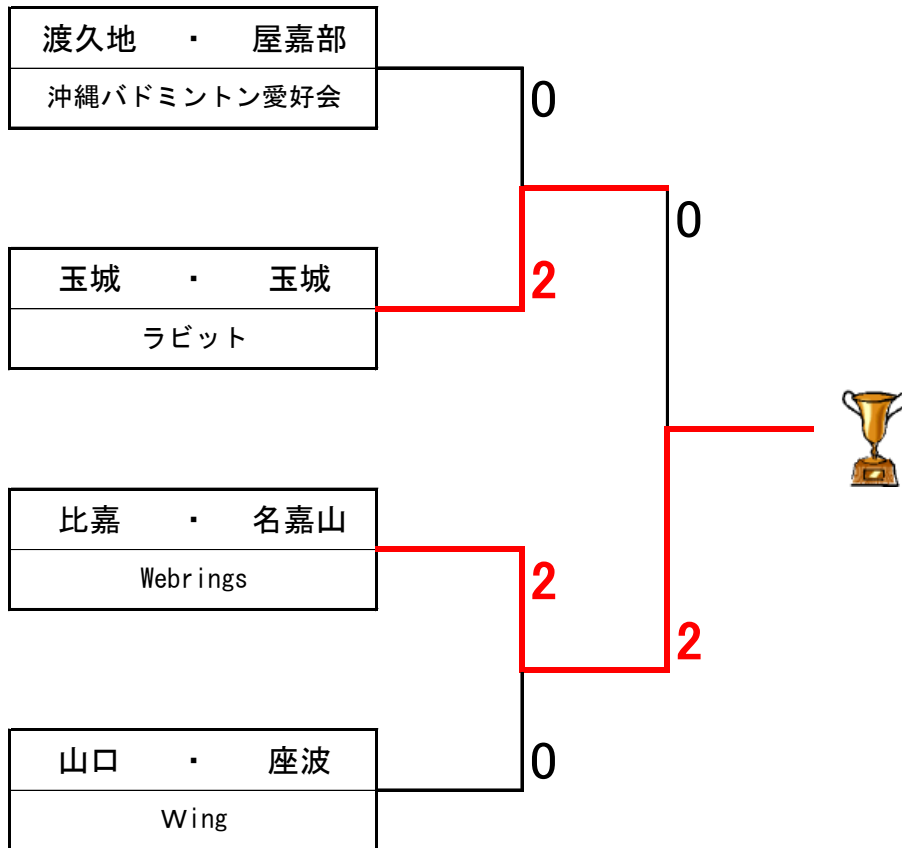 渡久地 ・ 屋嘉部
沖縄バドミントン愛好会
0
0
玉城 ・ 玉城
2
ラビット
比嘉 ・ 名嘉山
Webrings
2
2
山口 ・ 座波
0
Wing